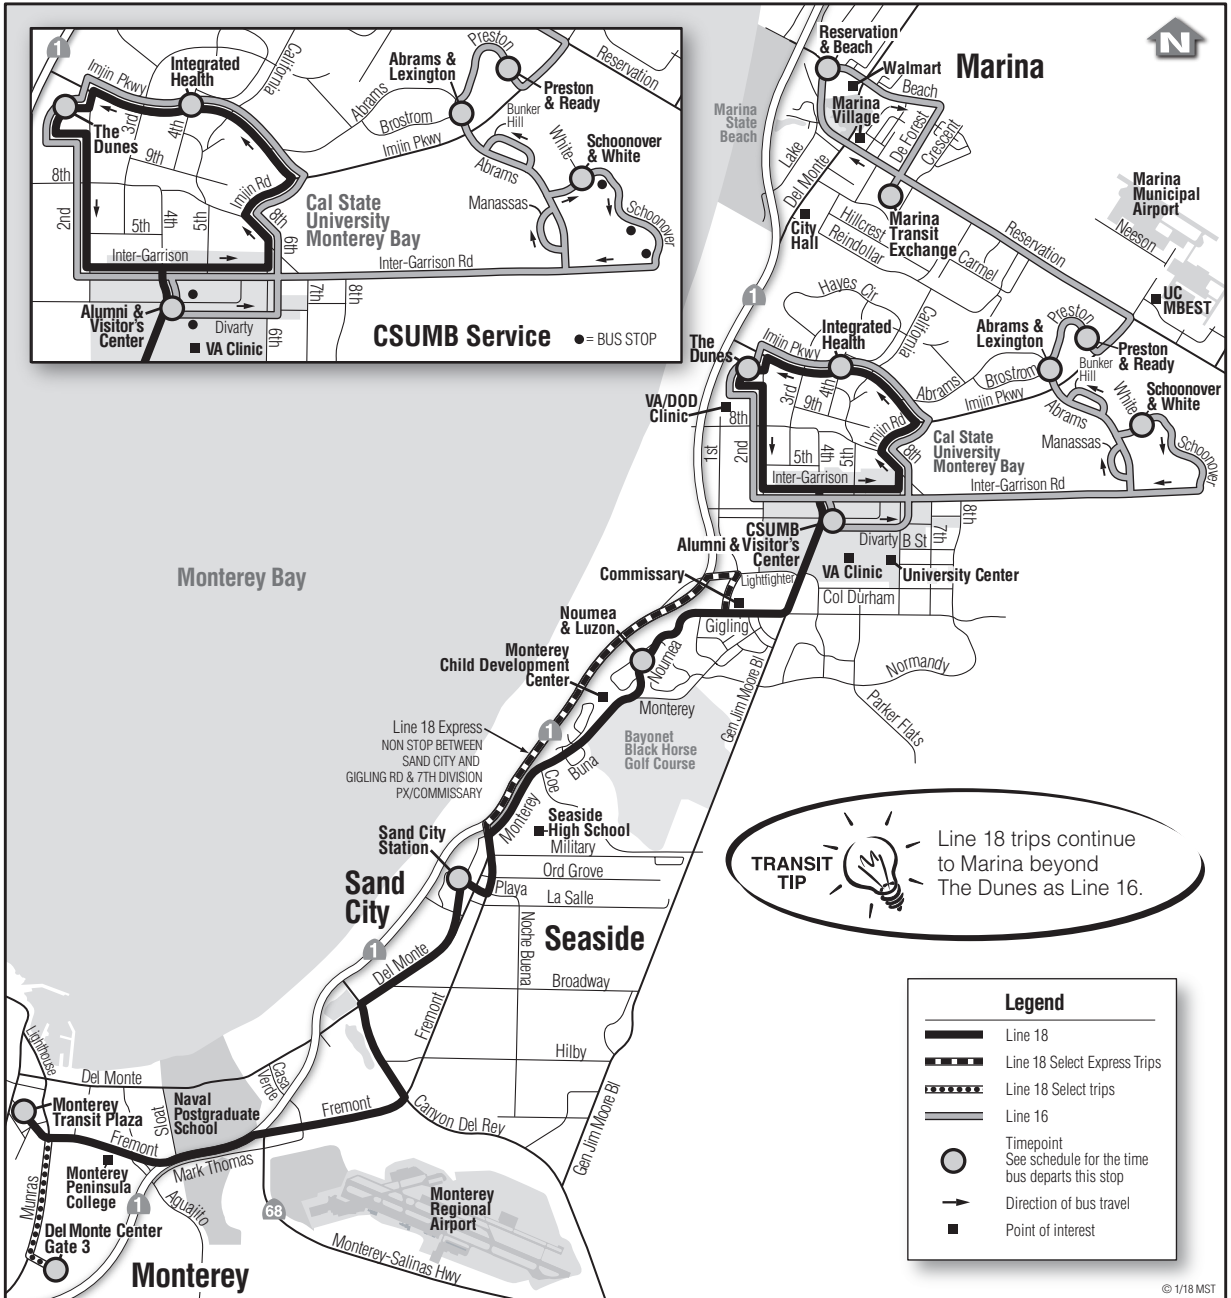 1
Imjin Pkwy
Integrated
Health
California
Abrams &
Lexington
Preston
Reservation
Preston
& Ready
The
Dunes
3rd
4th
9th
8th
2nd
5th
4th
5th
Imjin Rd
8th
6th
Abrams
Brostrom
Imjin Pkwy
Bunker
Hill
Abrams
White
Schoonover
& White
Manassas
Schoonover
Cal State
University
Monterey Bay
Inter-Garrison
Inter-Garrison Rd
7th
8th
Alumni &
Visitor's
Center
Divarty
6th
VA Clinic
CSUMB Service
= BUS STOP
N
Reservation
& Beach
Walmart
Marina
Beach
Marina
Village
De Forest
Crescent
Marina
State
Beach
Lake
Del Monte
City
Hall
Marina
Transit
Exchange
Hillcrest
Reindollar
Carmel
Reservation
Marina
Municipal
Airport
Neeson
UC
MBEST
1
Hayes Cir
California
Imjin Pkwy
Integrated
Health
The
Dunes
Abrams &
Lexington
Preston
Preston
& Ready
Bunker
Hill
Brostrom
Abrams
Imjin Pkwy
Abrams
White
Schoonover
& White
Manassas
Schoonover
VA/DOD
Clinic
8th
1st
2nd
3rd
4th
9th
5th
4th
5th
Imjin Rd
8th
Cal State
University
Monterey Bay
Inter-Garrison
Inter-Garrison Rd
CSUMB
Alumni & Visitor's
Center
Divarty
B St
7th
8th
VA Clinic
University Center
Commissary
Lightfighter
Col Durham
Gigling
Noumea
& Luzon
Noumea
Monterey
Child Development
Center
Monterey
Gen Jim Moore Bl
Normandy
Parker Flats
Monterey Bay
Line 18 Express
NON STOP BETWEEN
SAND CITY AND
GIGLING RD & 7TH DIVISION
PX/COMMISSARY
1
Bayonet
Black Horse
Golf Course
Buna
Coe
Monterey
Seaside
High School
Military
Sand City
Station
Ord Grove
Playa
La Salle
Sand
City
Seaside
Noche Buena
1
Del Monte
Fremont
Broadway
Hilby
Gen Jim Moore Bl
TRANSIT
TIP
Line 18 trips continue
to Marina beyond
The Dunes as Line 16.
Lighthouse
Del Monte
Casa
Verde
Monterey
Transit Plaza
Sloat
Naval
Postgraduate
School
Fremont
Canyon Del Rey
Fremont
Mark Thomas
Munras
Monterey
Peninsula
College
1
Aguajito
68
Monterey
Regional
Airport
Del Monte Center
Gate 3
Monterey
Monterey-Salinas Hwy
Legend
Line 18
Line 18 Select Express Trips
Line 18 Select trips
Line 16
Timepoint
See schedule for the time
bus departs this stop
Direction of bus travel
Point of interest
© 1/18 MST